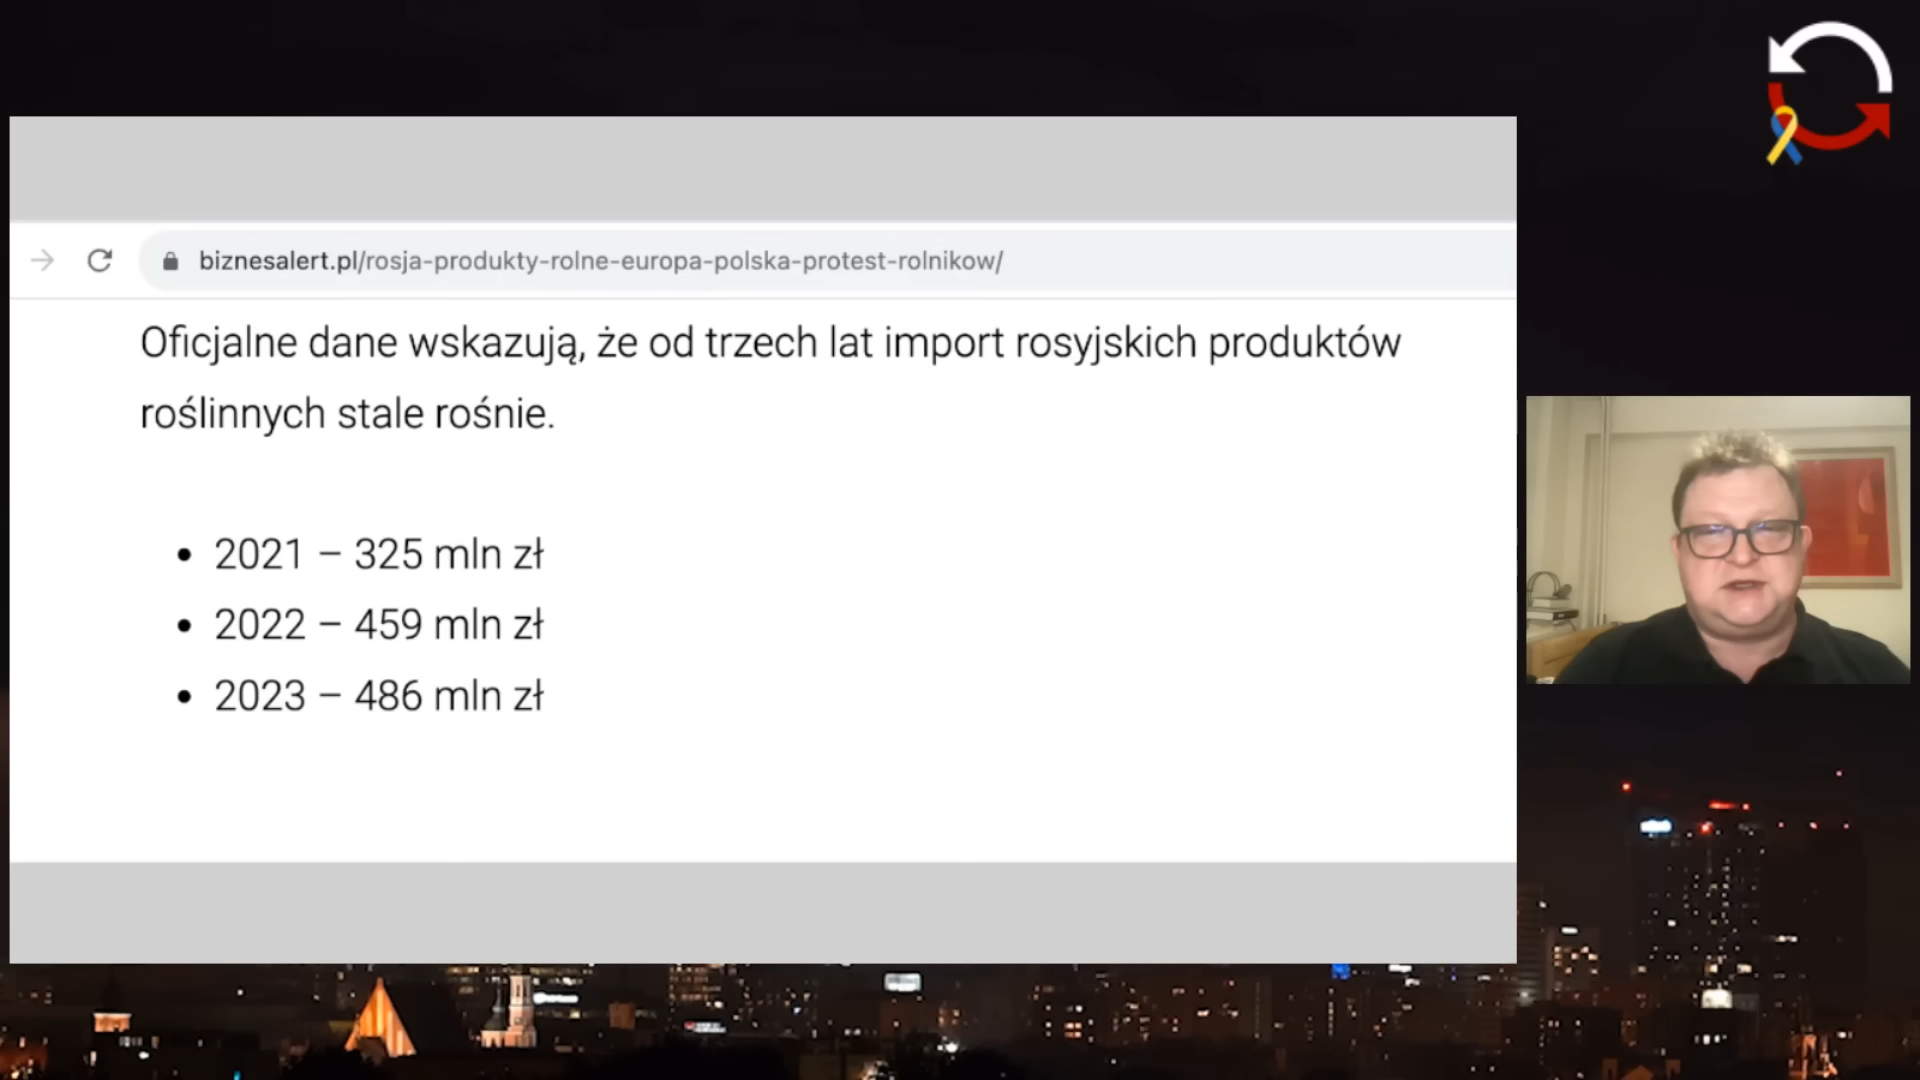 biznesalert.pl/rosja-produkty-rolne-europa-polska-protest-rolnikow/
Oficjalne dane wskazują, że od trzech lat import rosyjskich produktów
roślinnych stale rośnie.
• 2021 – 325 mln zł
• 2022 – 459 mln zł
• 2023 – 486 mln zł